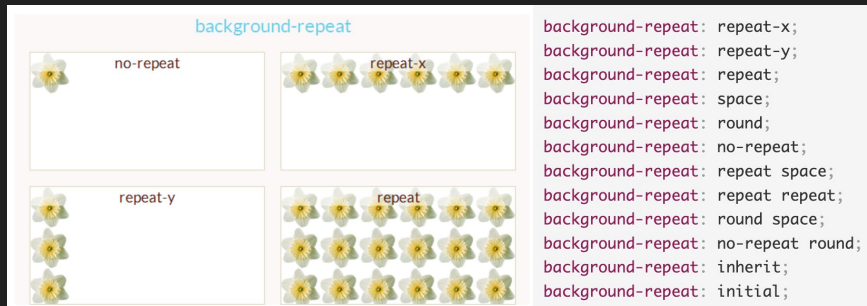 background-repeat
no-repeat
repeat-x
repeat-y
repeat
background-repeat: repeat-x;
background-repeat: repeat-y;
background-repeat: repeat;
background-repeat: space;
background-repeat: round;
background-repeat: no-repeat;
background-repeat: repeat space;
background-repeat: repeat repeat;
background-repeat: round space;
background-repeat: no-repeat round;
background-repeat: inherit;
background-repeat: initial;